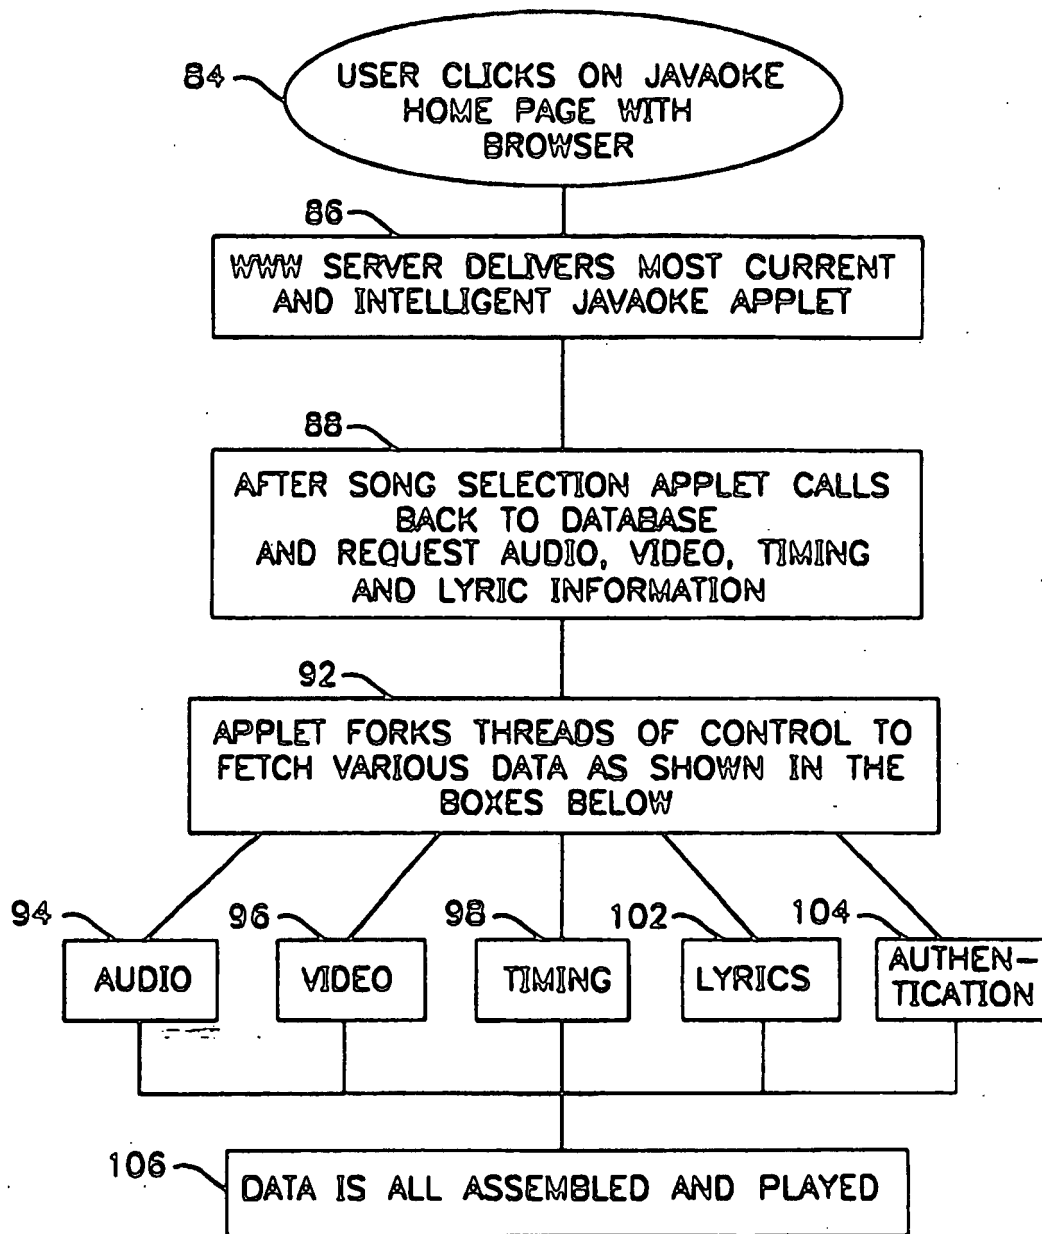 84
USER CLICKS ON JAVAOKE
HOME PAGE WITH
BROWSER
86
WWW SERVER DELIVERS MOST CURRENT
AND INTELLIGENT JAVAOKE APPLET
88
AFTER SONG SELECTION APPLET CALLS
BACK TO DATABASE
AND REQUEST AUDIO, VIDEO, TIMING
AND LYRIC INFORMATION
92
APPLET FORKS THREADS OF CONTROL TO
FETCH VARIOUS DATA AS SHOWN IN THE
BOXES BELOW
94
AUDIO
96
VIDEO
98
TIMING
102
LYRICS
104
AUTHEN-
TICATION
106
DATA IS ALL ASSEMBLED AND PLAYED